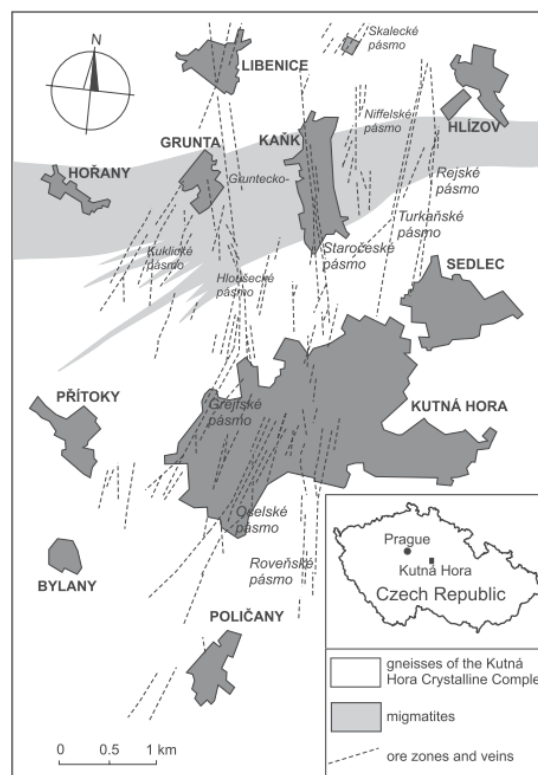 N
Skalecké
pásmo
LIBENICE
Niffelské
pásmo
HLÍZOV
GRUNTA
KAŇK
HOŘANY
Gruntecko-
Rejské
pásmo
Turkaňské
pásmo
Kuklické
pásmo
Staročeské
pásmo
Hloušecké
pásmo
SEDLEC
PŘÍTOKY
Grejfské
pásmo
KUTNÁ HORA
Oselské
pásmo
Roveňské
pásmo
BYLANY
POLIČANY
Prague
Kutná Hora
Czech Republic
gneisses of the Kutná
Hora Crystalline Comple
migmatites
ore zones and veins
0 0.5 1 km